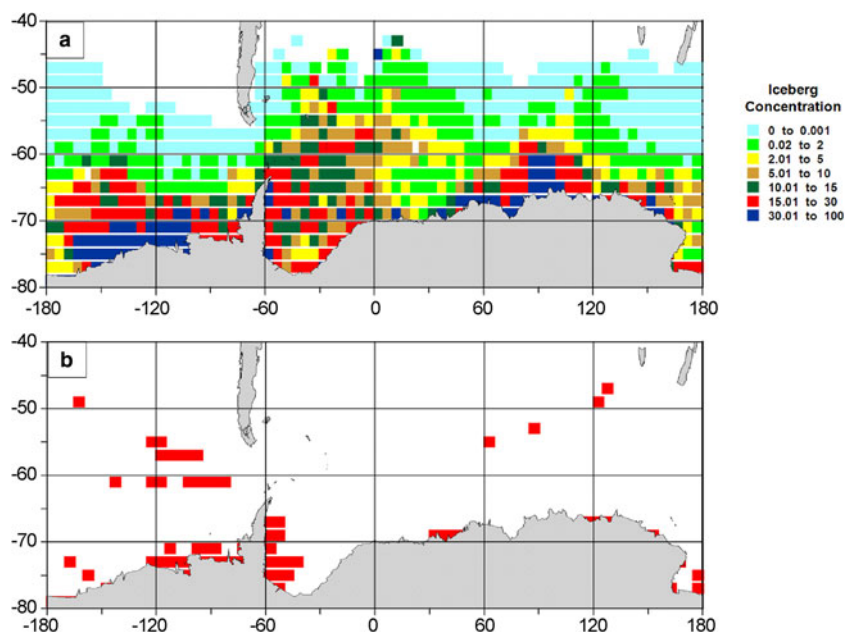 -40
a
-50
-60
-70
-80
-180 -120 -60 0 60 120 180
Iceberg
Concentration
0 to 0.001
0.02 to 2
2.01 to 5
5.01 to 10
10.01 to 15
15.01 to 30
30.01 to 100
-40
b
-50
-60
-70
-80
-180 -120 -60 0 60 120 180